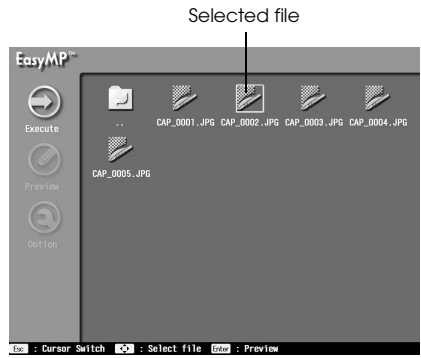 Selected file
EasyMP™
Execute
Preview
Option
..
CAP_0001.JPG CAP_0002.JPG CAP_0003.JPG CAP_0004.JPG
CAP_0005.JPG
Esc : Cursor Switch : Select file Enter : Preview